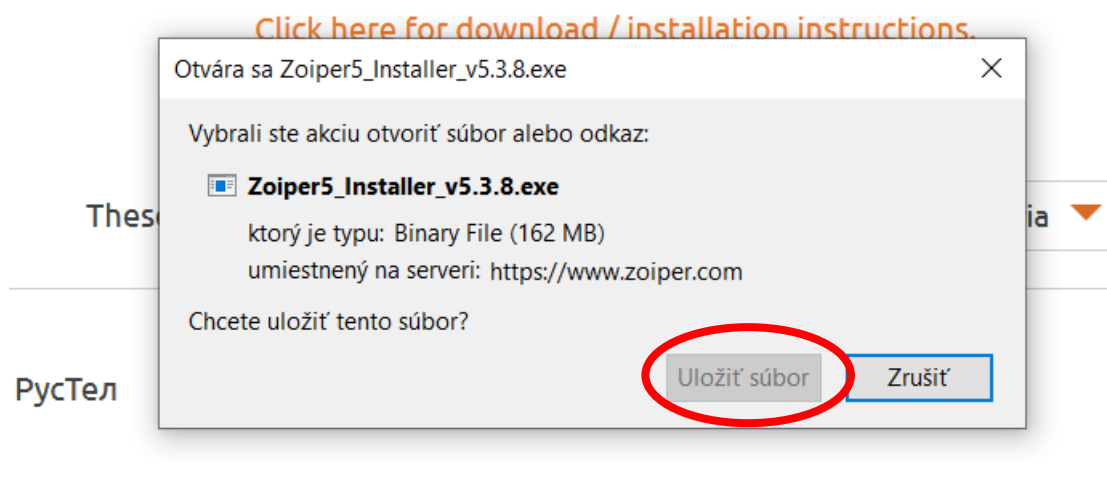 Click here for download / installation instructions.
Otvára sa Zoiper5_Installer_v5.3.8.exe
Vybrali ste akciu otvoriť súbor alebo odkaz:
Zoiper5_Installer_v5.3.8.exe
ktorý je typu: Binary File (162 MB)
umiestnený na serveri: https://www.zoiper.com
Thes
ia
Chcete uložiť tento súbor?
Uložiť súbor
Zrušiť
РусТел